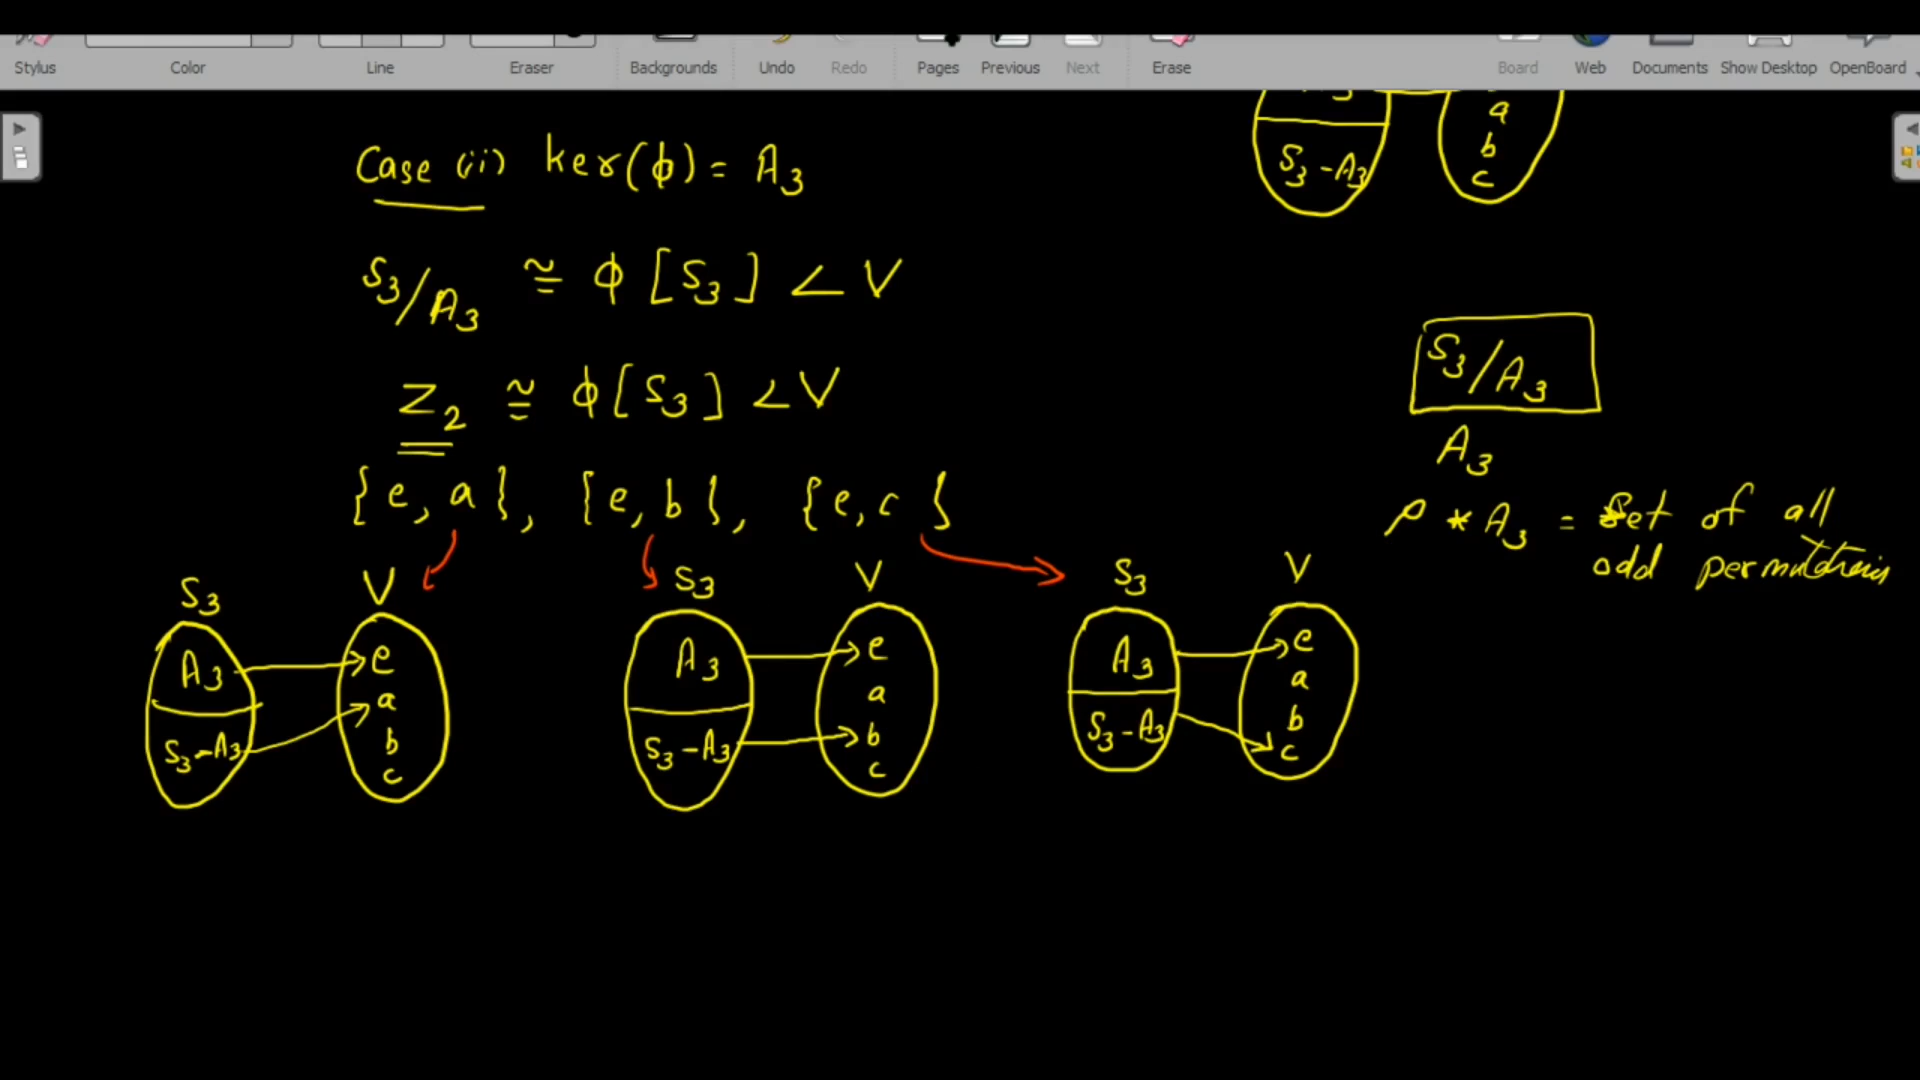 Stylus Color Line Eraser Backgrounds Undo Redo Pages Previous Next Erase Board Web Documents Show Desktop OpenBoard
A3 a
S3 - A3 b
c
Case (ii) ker(ϕ) = A3
S3/A3 ≅ ϕ[S3] < V
Z2 ≅ ϕ[S3] < V
{e, a}, {e, b}, {e, c}
S3/A3
A3
ρ * A3 = Set of all
odd permutations
S3 V
A3 e
a
S3-A3 b
c
S3 V
A3 e
a
S3-A3 b
c
S3 V
A3 e
a
S3-A3 b
c